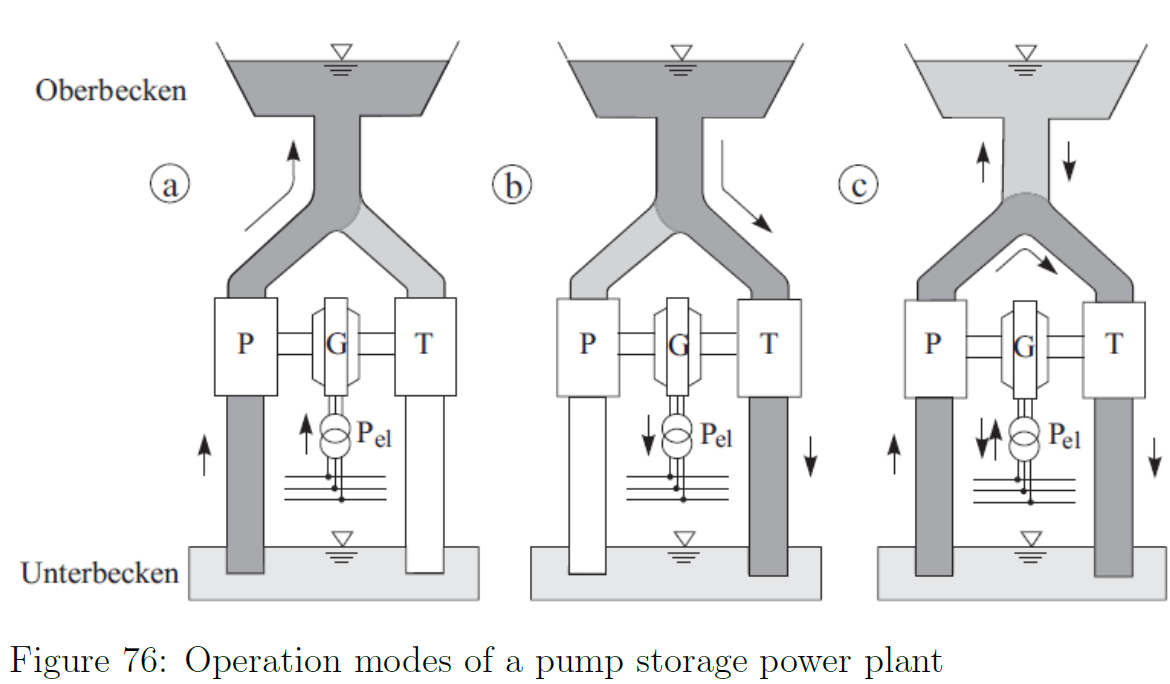 Oberbecken
a
b
c
P
G
T
P
G
T
P
G
T
Pel
Pel
Pel
Unterbecken
Figure 76: Operation modes of a pump storage power plant